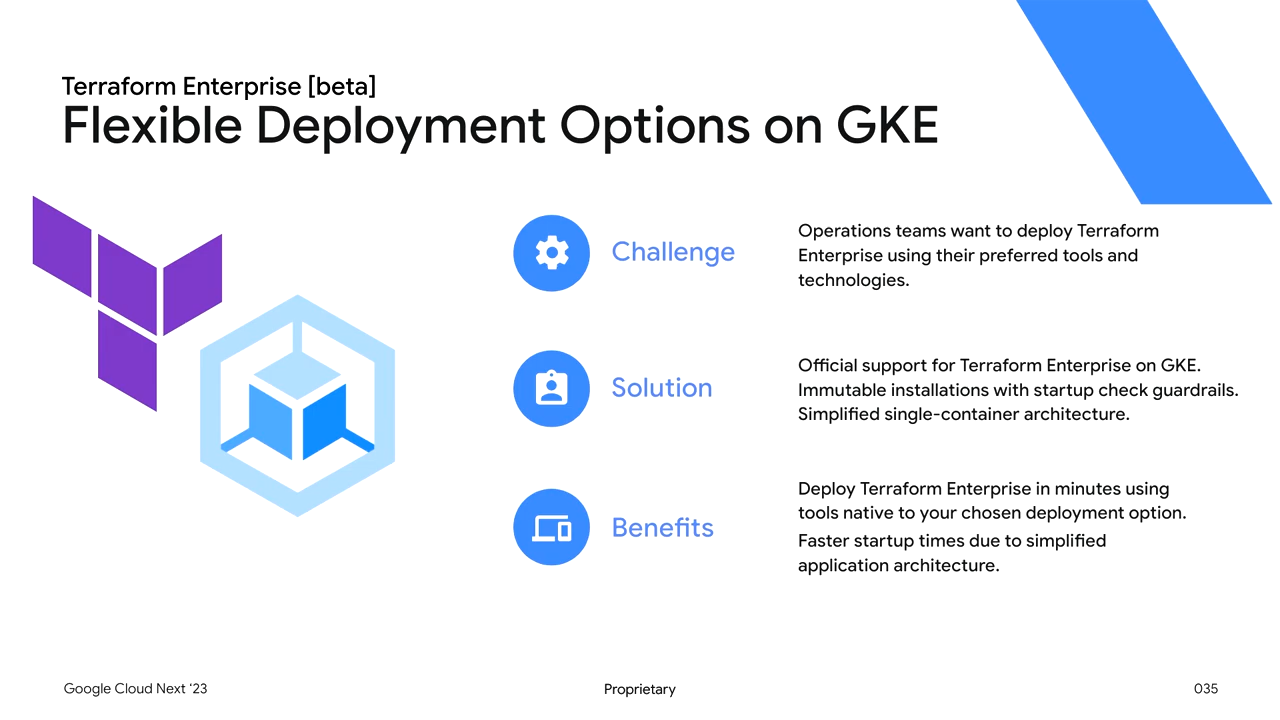 Terraform Enterprise [beta]
Flexible Deployment Options on GKE
Challenge
Operations teams want to deploy Terraform
Enterprise using their preferred tools and
technologies.
Solution
Official support for Terraform Enterprise on GKE.
Immutable installations with startup check guardrails.
Simplified single-container architecture.
Benefits
Deploy Terraform Enterprise in minutes using
tools native to your chosen deployment option.
Faster startup times due to simplified
application architecture.
Google Cloud Next ‘23
Proprietary
035